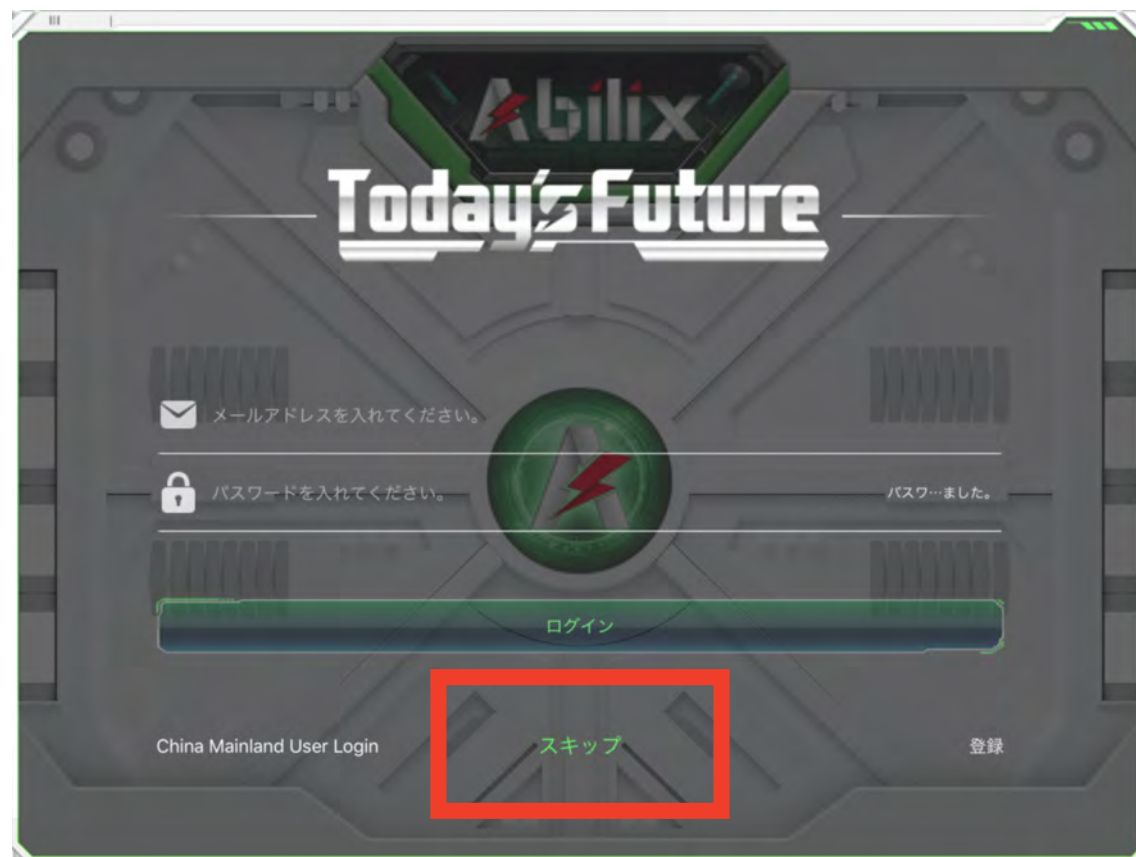 Abilix
Today's Future
メールアドレスを入れてください。
パスワードを入れてください。
パスワ…ました。
ログイン
China Mainland User Login
スキップ
登録